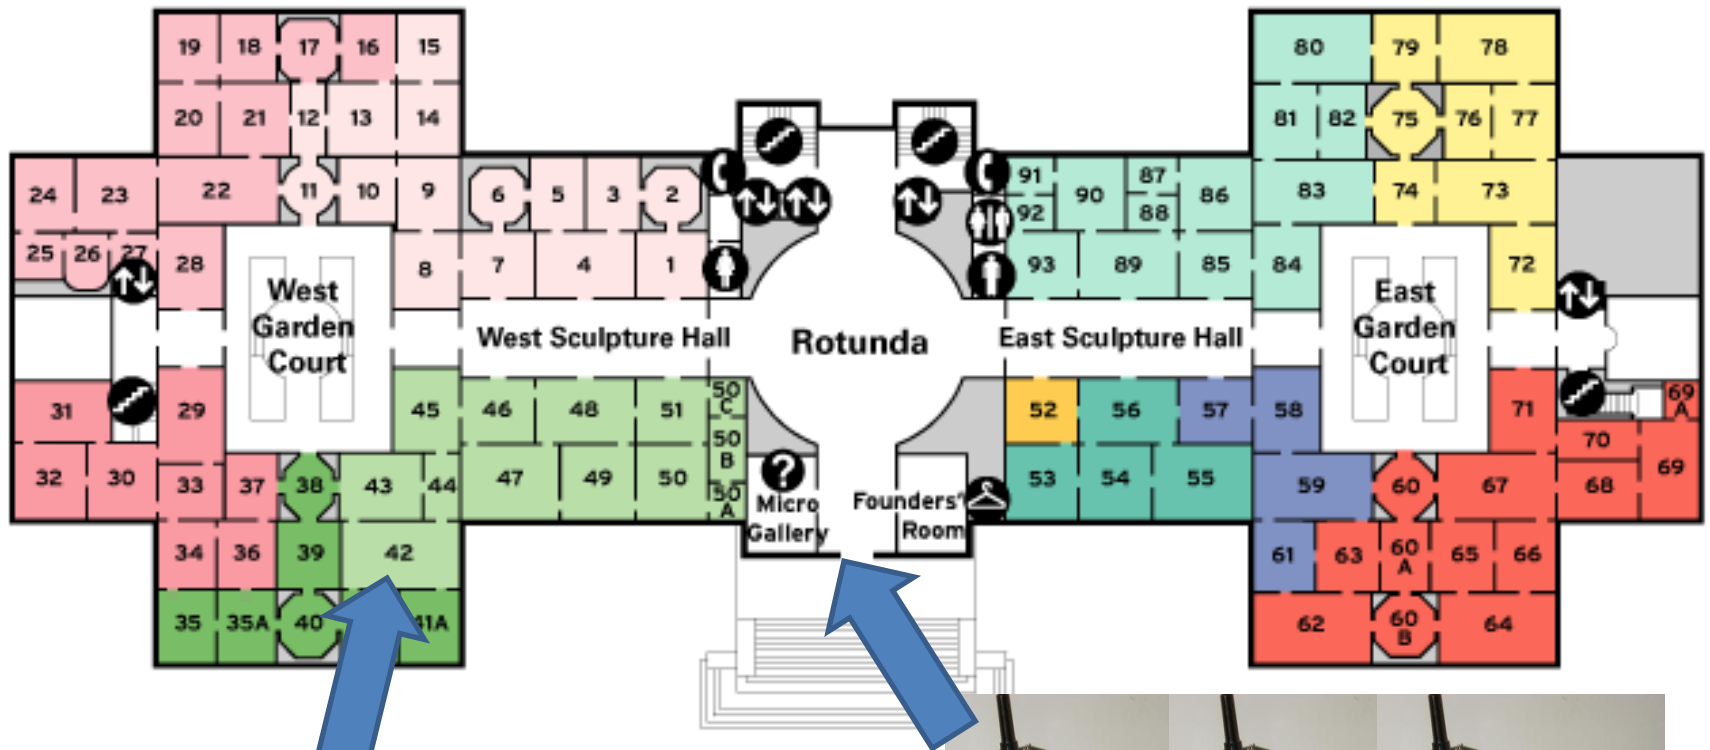 19 18 17 16 15
80 79 78
20 21 12 13 14
81 82 75 76 77
24 23 22 11 10 9 6 5 3 2
91 90 87 86 83 74 73
92 88
25 26 27 28 8 7 4 1
93 89 85 84 72
West
Garden
Court
East
Garden
Court
West Sculpture Hall
Rotunda
East Sculpture Hall
31 29 45 46 48 51 50
C
52 56 57 58 71 69
A
50
B
32 30 33 37 38 43 44 47 49 50
50
A
?
Micro
Gallery
Founders'
Room
53 54 55 59 60 67 70
68 69
34 36 39 42
61 63 60
A
65 66
35 35A 40 41A
62 60
B
64